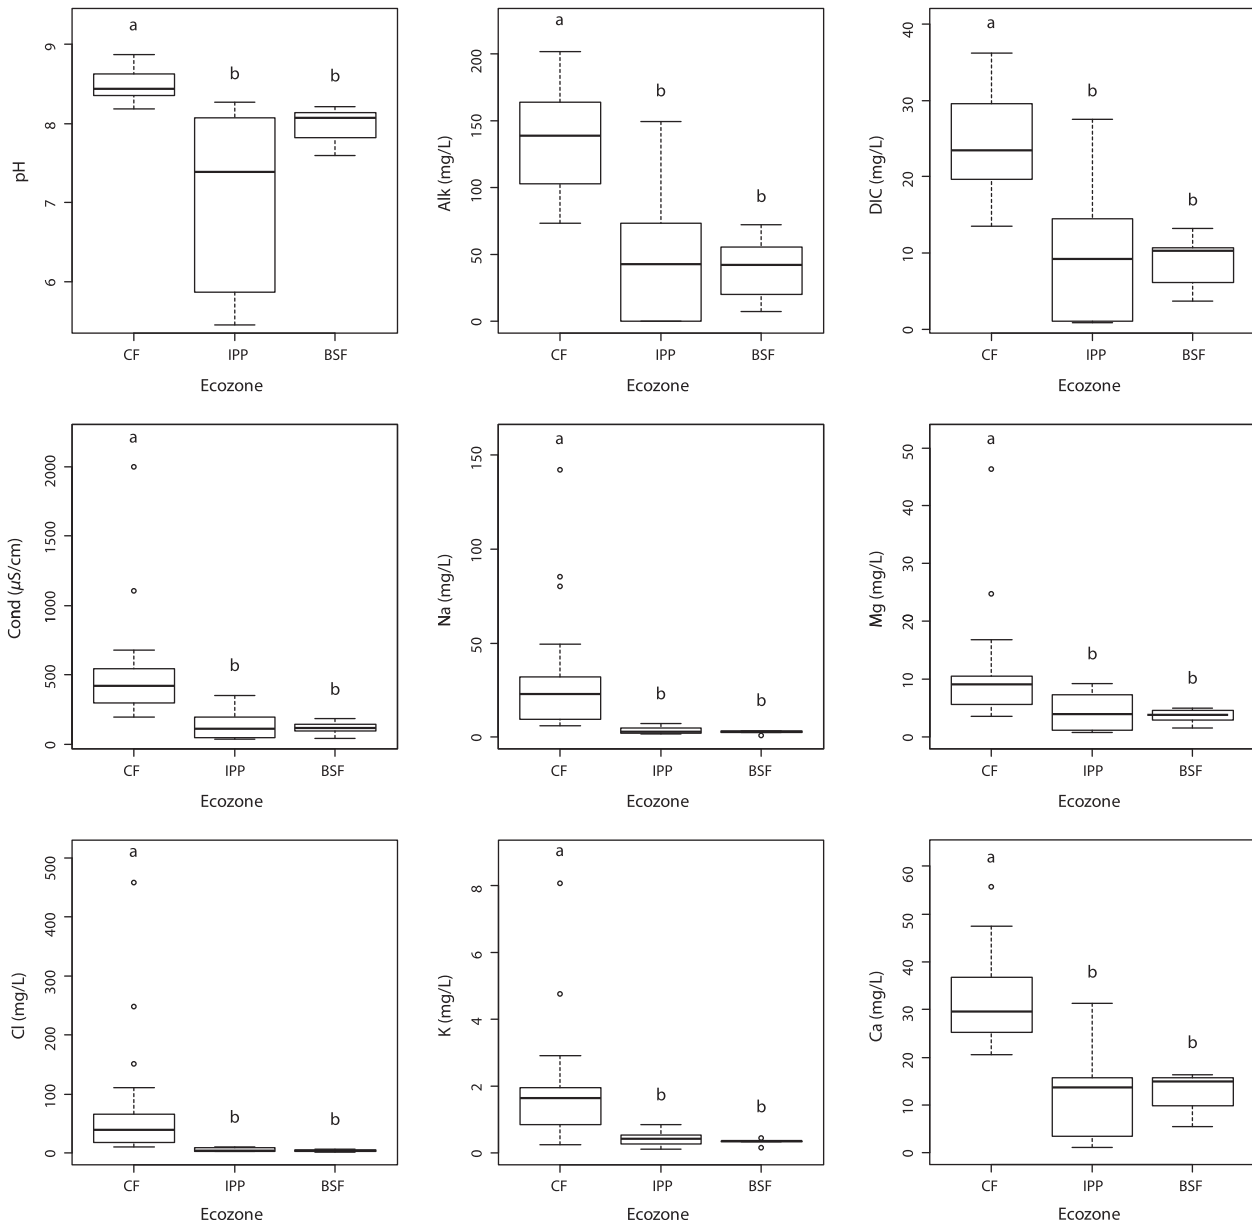 a
b
b
9
8
7
6
pH
CF
IPP
BSF
Ecozone
a
b
b
200
150
100
50
0
Alk (mg/L)
CF
IPP
BSF
Ecozone
a
b
b
40
30
20
10
0
DIC (mg/L)
CF
IPP
BSF
Ecozone
a
b
b
2000
1500
1000
500
0
Cond (µS/cm)
CF
IPP
BSF
Ecozone
a
b
b
150
100
50
0
Na (mg/L)
CF
IPP
BSF
Ecozone
a
b
b
50
40
30
20
10
0
Mg (mg/L)
CF
IPP
BSF
Ecozone
a
b
b
500
400
300
200
100
0
Cl (mg/L)
CF
IPP
BSF
Ecozone
a
b
b
8
6
4
2
0
K (mg/L)
CF
IPP
BSF
Ecozone
a
b
b
60
50
40
30
20
10
0
Ca (mg/L)
CF
IPP
BSF
Ecozone